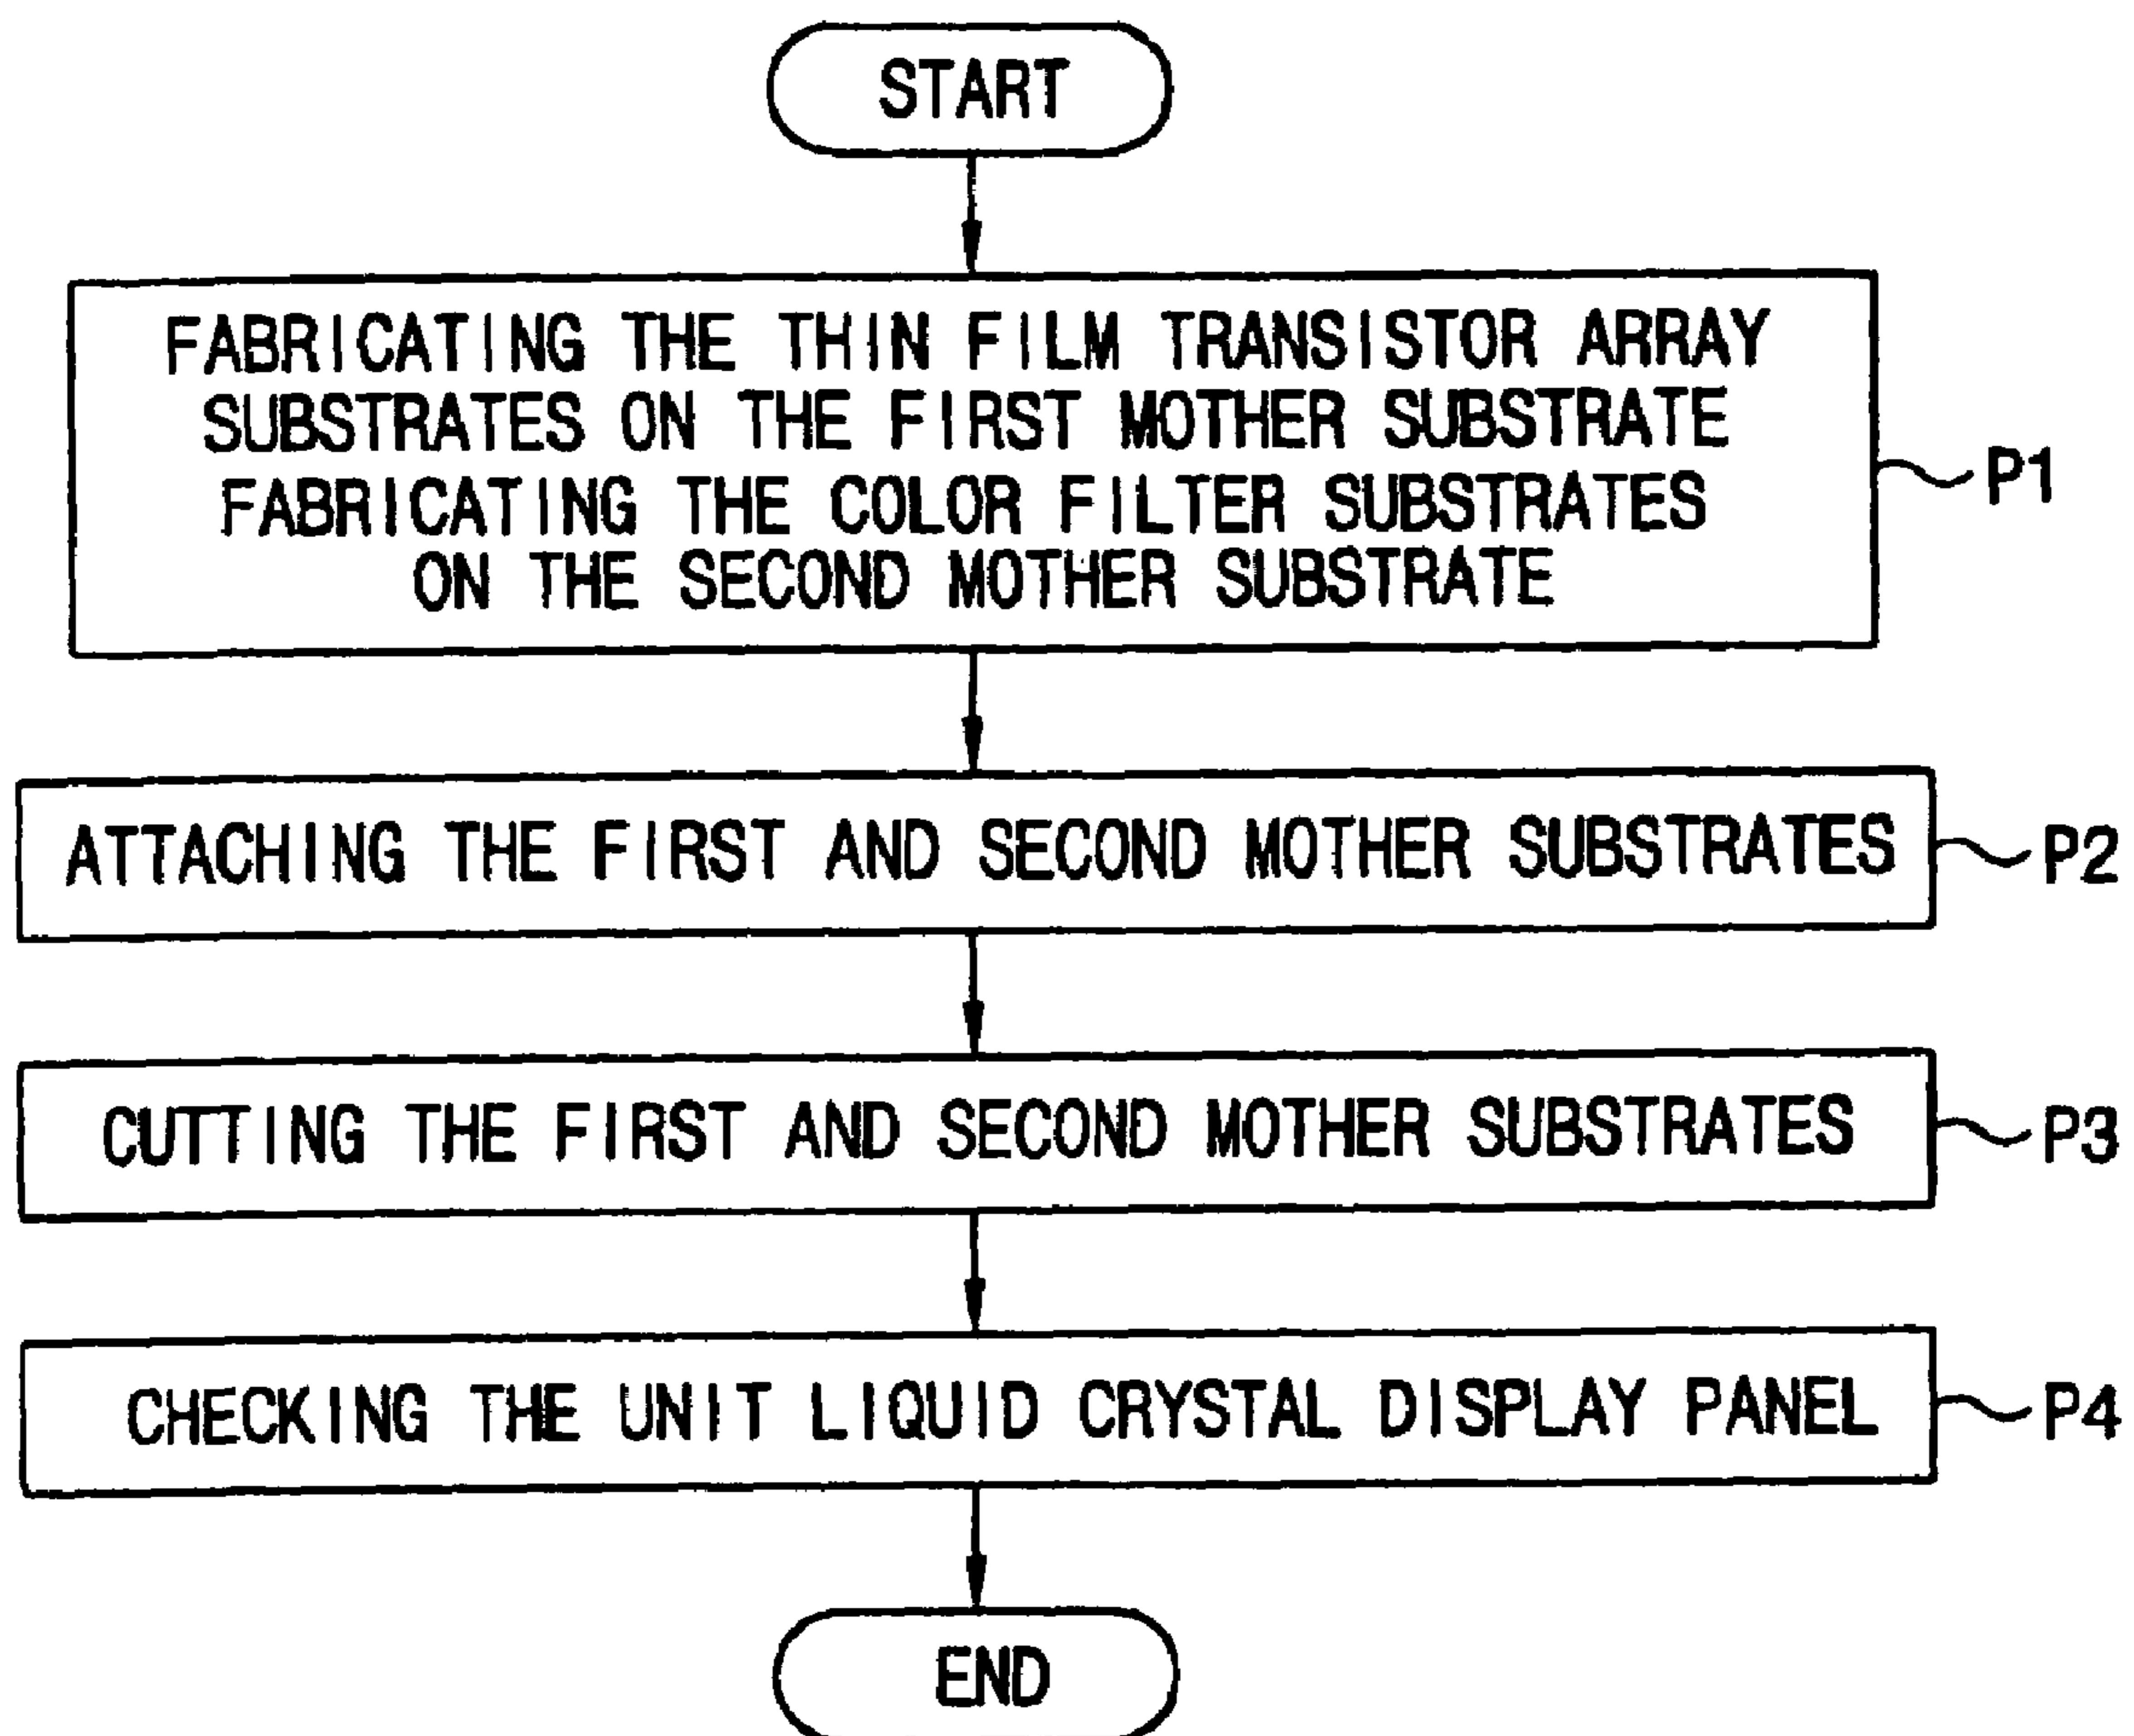 START
FABRICATING THE THIN FILM TRANSISTOR ARRAY
SUBSTRATES ON THE FIRST MOTHER SUBSTRATE
FABRICATING THE COLOR FILTER SUBSTRATES
ON THE SECOND MOTHER SUBSTRATE
P1
ATTACHING THE FIRST AND SECOND MOTHER SUBSTRATES
P2
CUTTING THE FIRST AND SECOND MOTHER SUBSTRATES
P3
CHECKING THE UNIT LIQUID CRYSTAL DISPLAY PANEL
P4
END